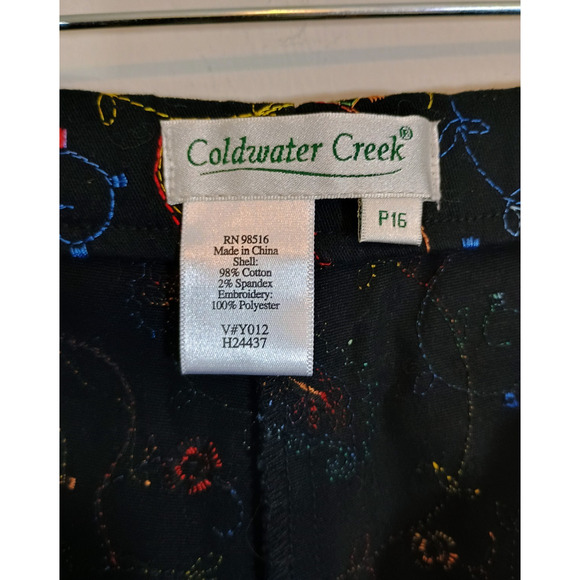 Coldwater Creek®
P16
RN 98516
Made in China
Shell:
98% Cotton
2% Spandex
Embroidery:
100% Polyester
V#Y012
H24437